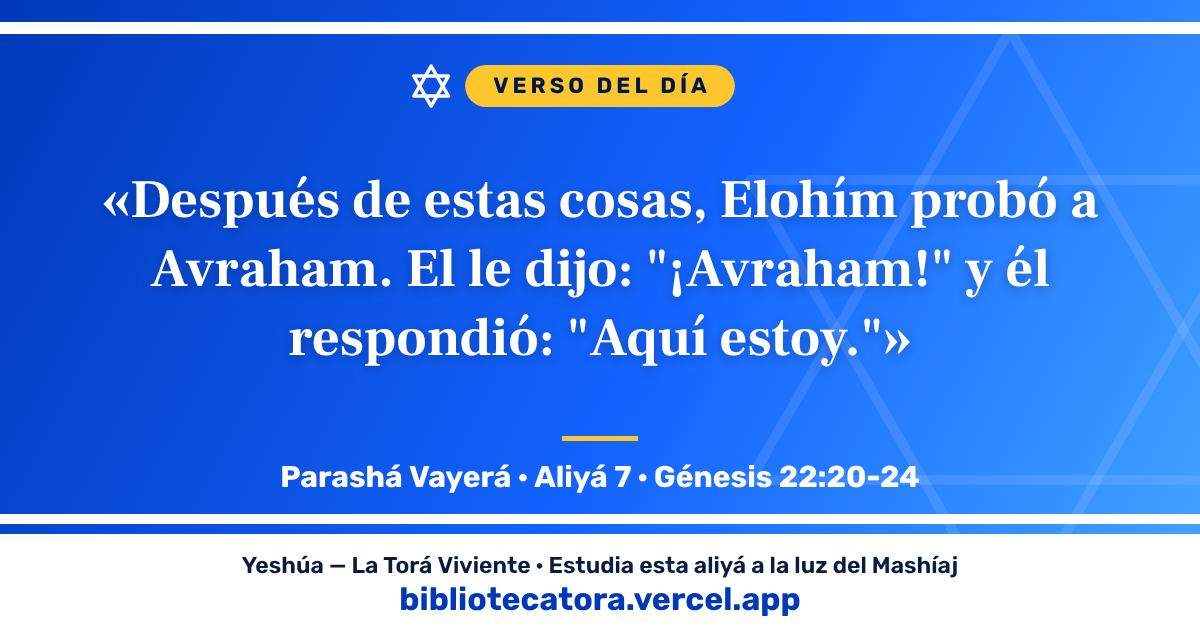 VERSO DEL DÍA
«Después de estas cosas, Elohím probó a
Avraham. El le dijo: "¡Avraham!" y él
respondió: "Aquí estoy."»
Parashá Vayerá • Aliyá 7 • Génesis 22:20-24
Yeshúa — La Torá Viviente • Estudia esta aliyá a la luz del Mashíaj
bibliotecatora.vercel.app